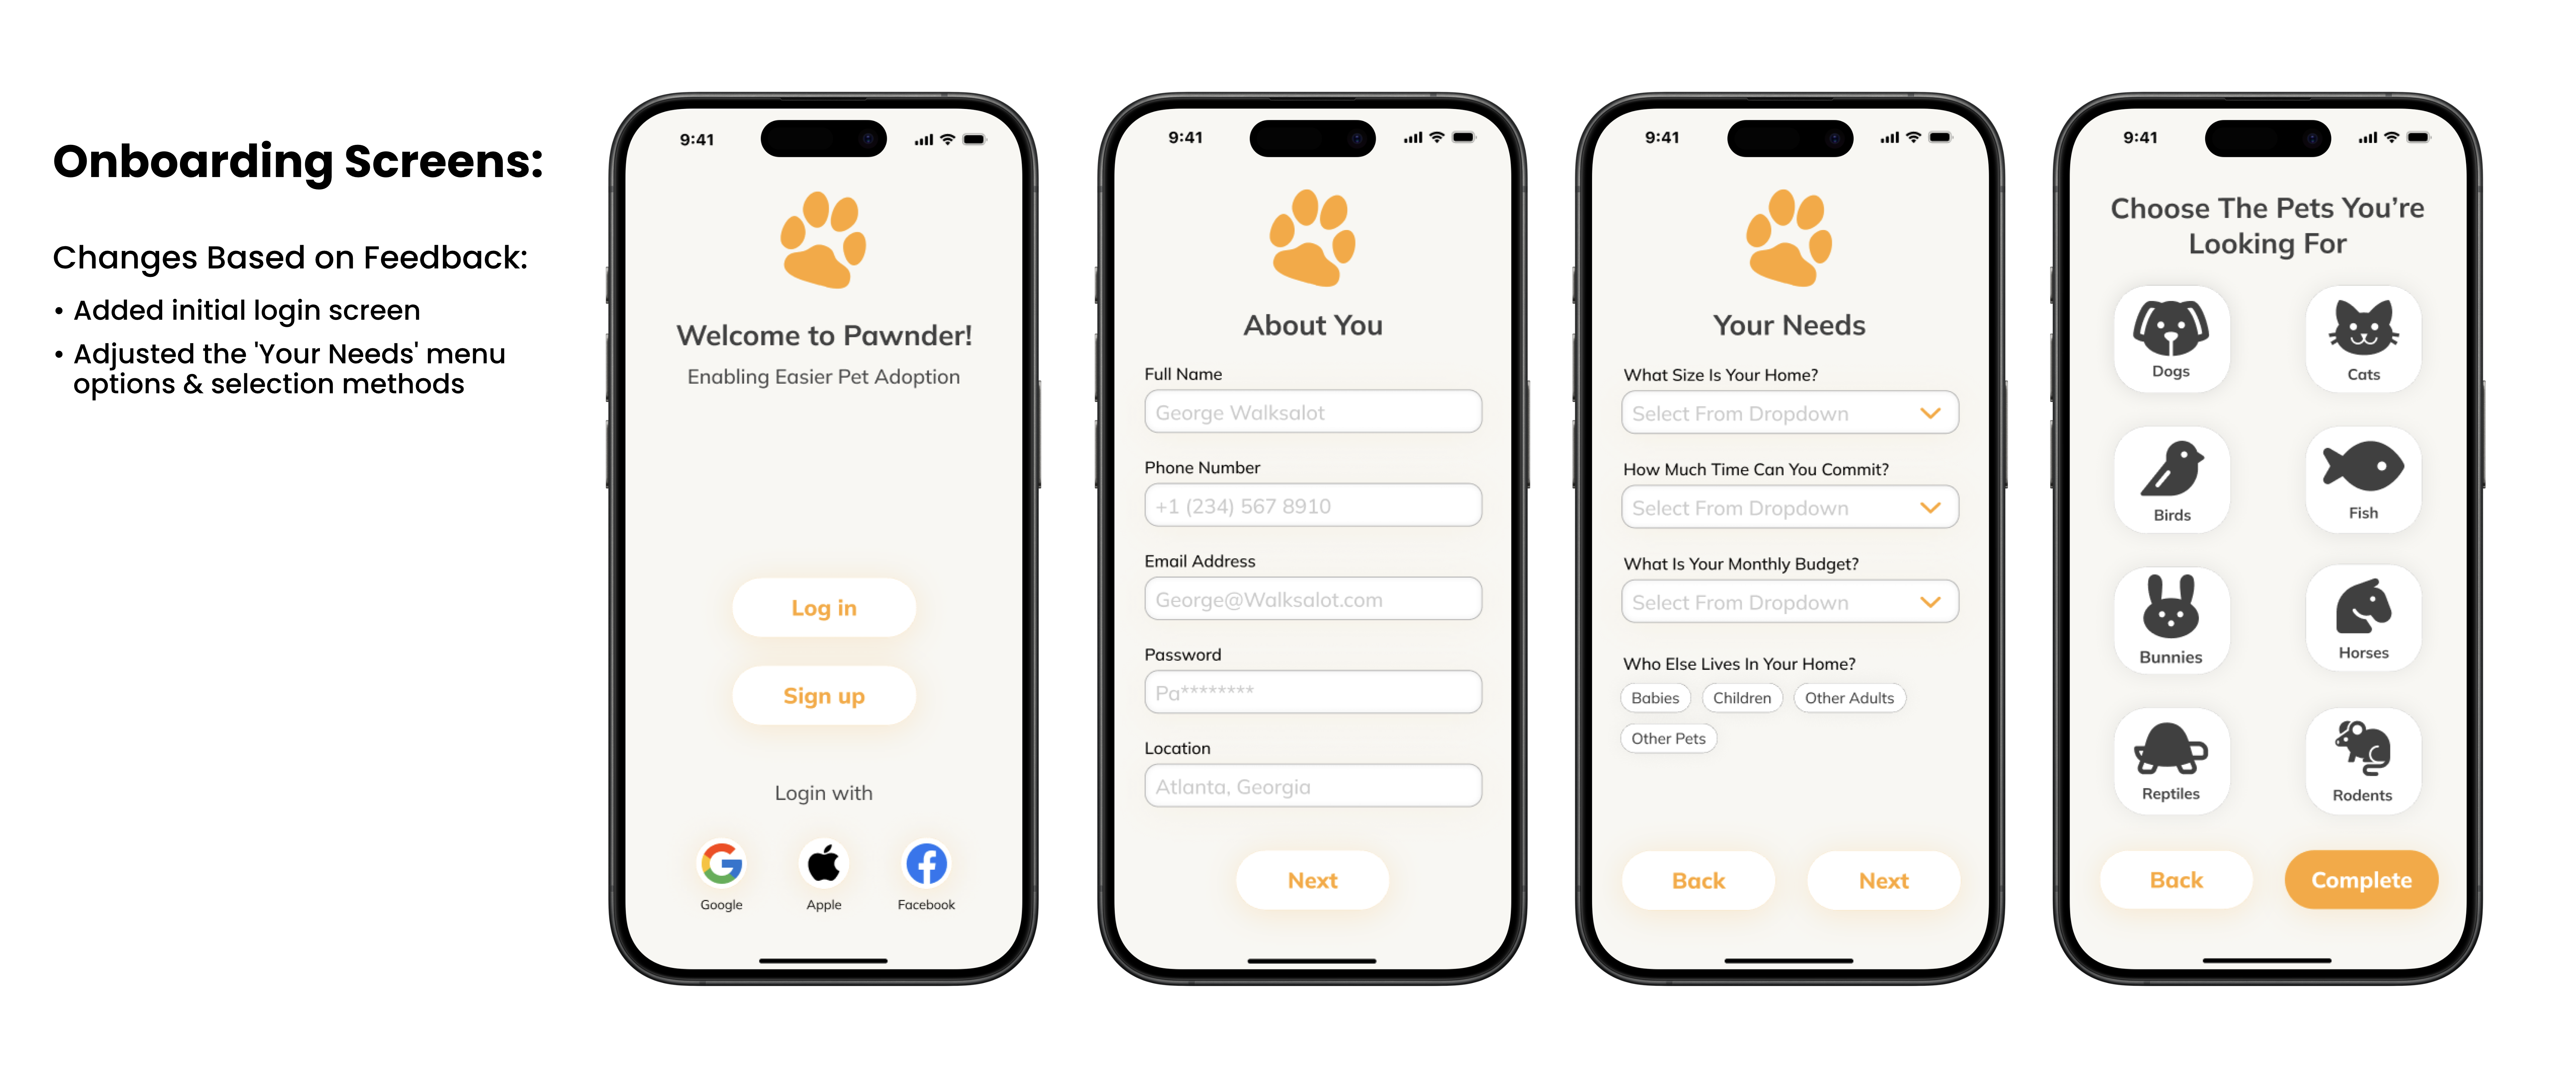 Onboarding Screens:
Changes Based on Feedback:
• Added initial login screen
• Adjusted the 'Your Needs' menu
options & selection methods
9:41
Welcome to Pawnder!
Enabling Easier Pet Adoption
Log in
Sign up
Login with
Google Apple Facebook
9:41
About You
Full Name
George Walksalot
Phone Number
+1 (234) 567 8910
Email Address
George@Walksalot.com
Password
Pa********
Location
Atlanta, Georgia
Next
9:41
Your Needs
What Size Is Your Home?
Select From Dropdown
How Much Time Can You Commit?
Select From Dropdown
What Is Your Monthly Budget?
Select From Dropdown
Who Else Lives In Your Home?
Babies Children Other Adults
Other Pets
Back Next
9:41
Choose The Pets You’re
Looking For
Dogs Cats
Birds Fish
Bunnies Horses
Reptiles Rodents
Back Complete